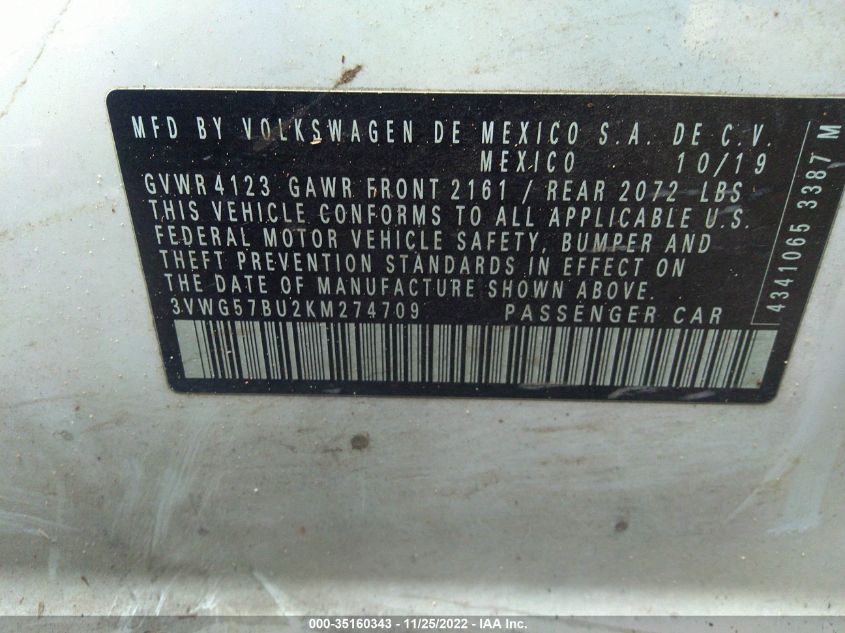 MFD BY VOLKSWAGEN DE MEXICO S.A. DE C.V.
MEXICO 10/19
GVWR 4123 GAWR FRONT 2161 / REAR 2072 LBS
THIS VEHICLE CONFORMS TO ALL APPLICABLE U.S.
FEDERAL MOTOR VEHICLE SAFETY, BUMPER AND
THEFT PREVENTION STANDARDS IN EFFECT ON
THE DATE OF MANUFACTURE SHOWN ABOVE.
3VWG57BU2KM274709 PASSENGER CAR
4341065 3387 M
000-35160343 - 11/25/2022 - IAA Inc.